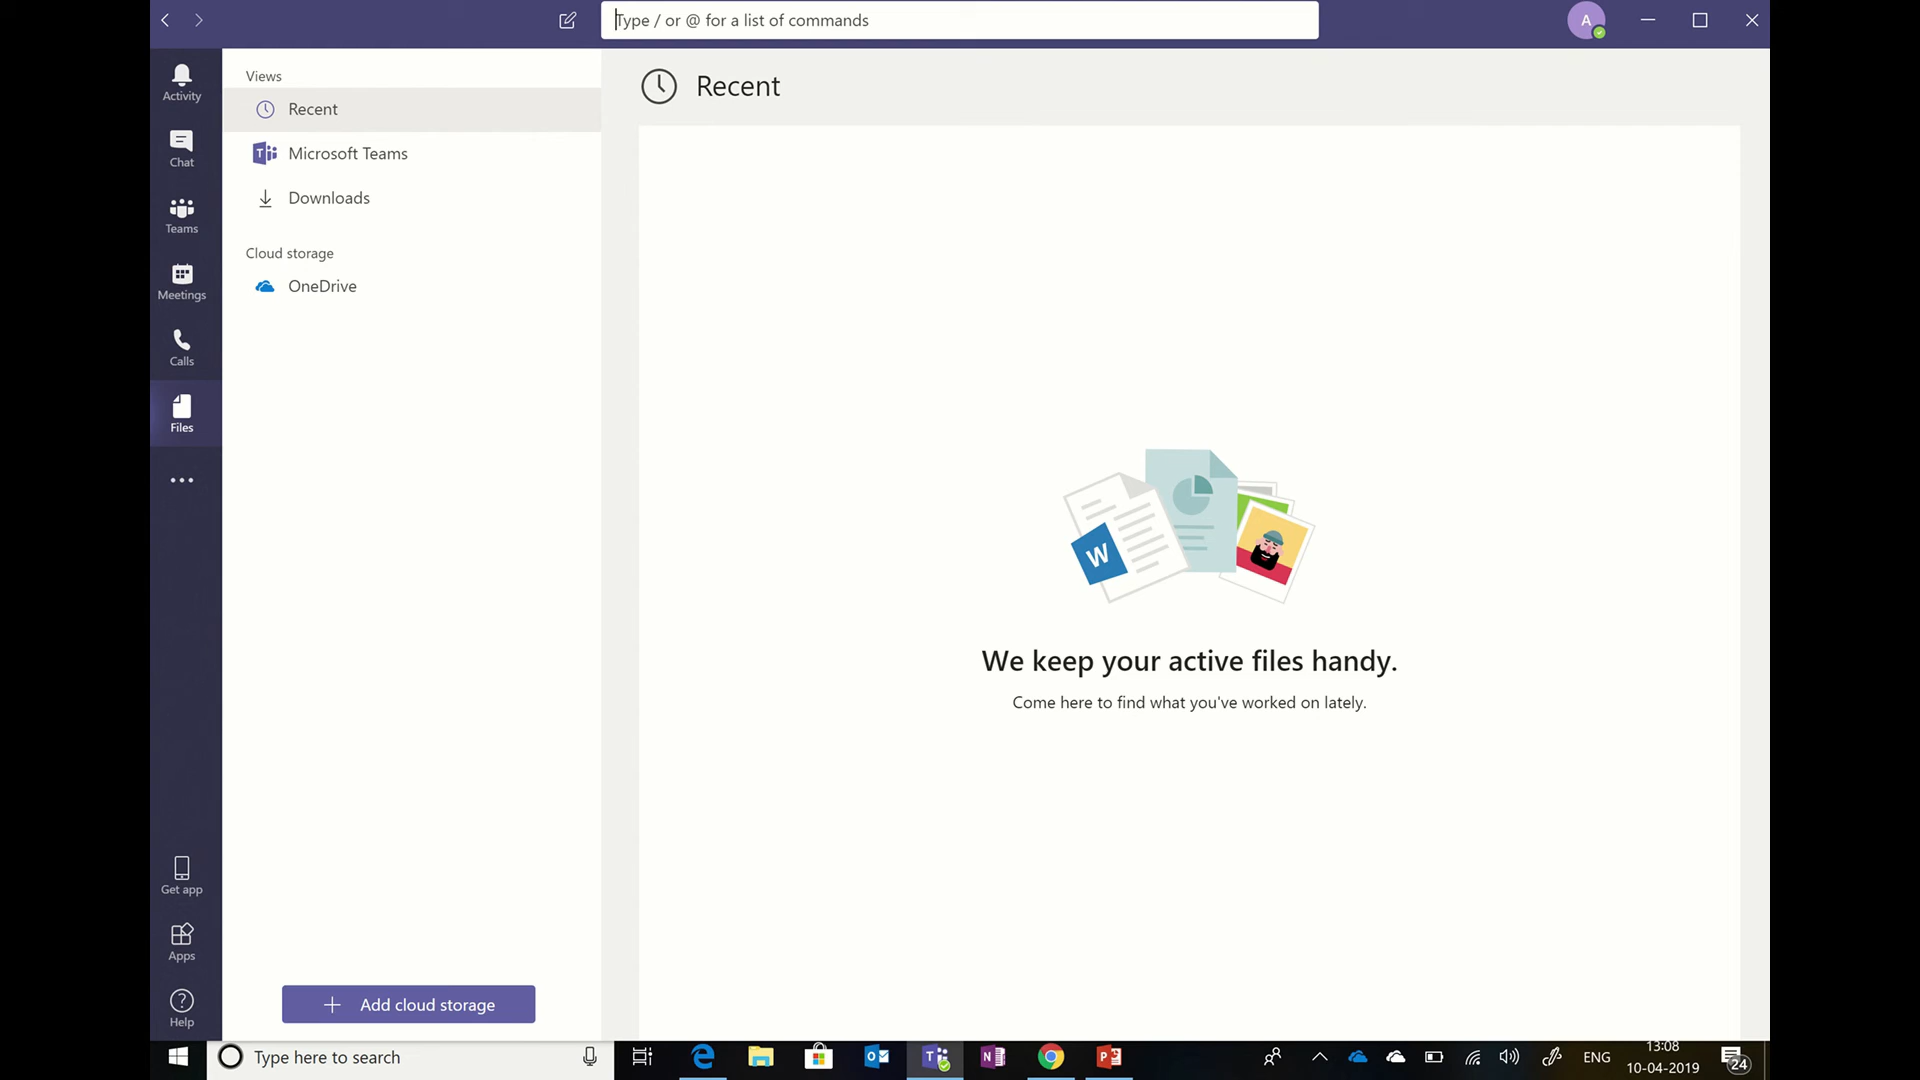 Type / or @ for a list of commands
A
Activity
Chat
Teams
Meetings
Calls
Files
Get app
Apps
Help
Views
Recent
Microsoft Teams
Downloads
Cloud storage
OneDrive
Add cloud storage
Recent
W
We keep your active files handy.
Come here to find what you've worked on lately.
Type here to search
ENG
13:08
10-04-2019
24